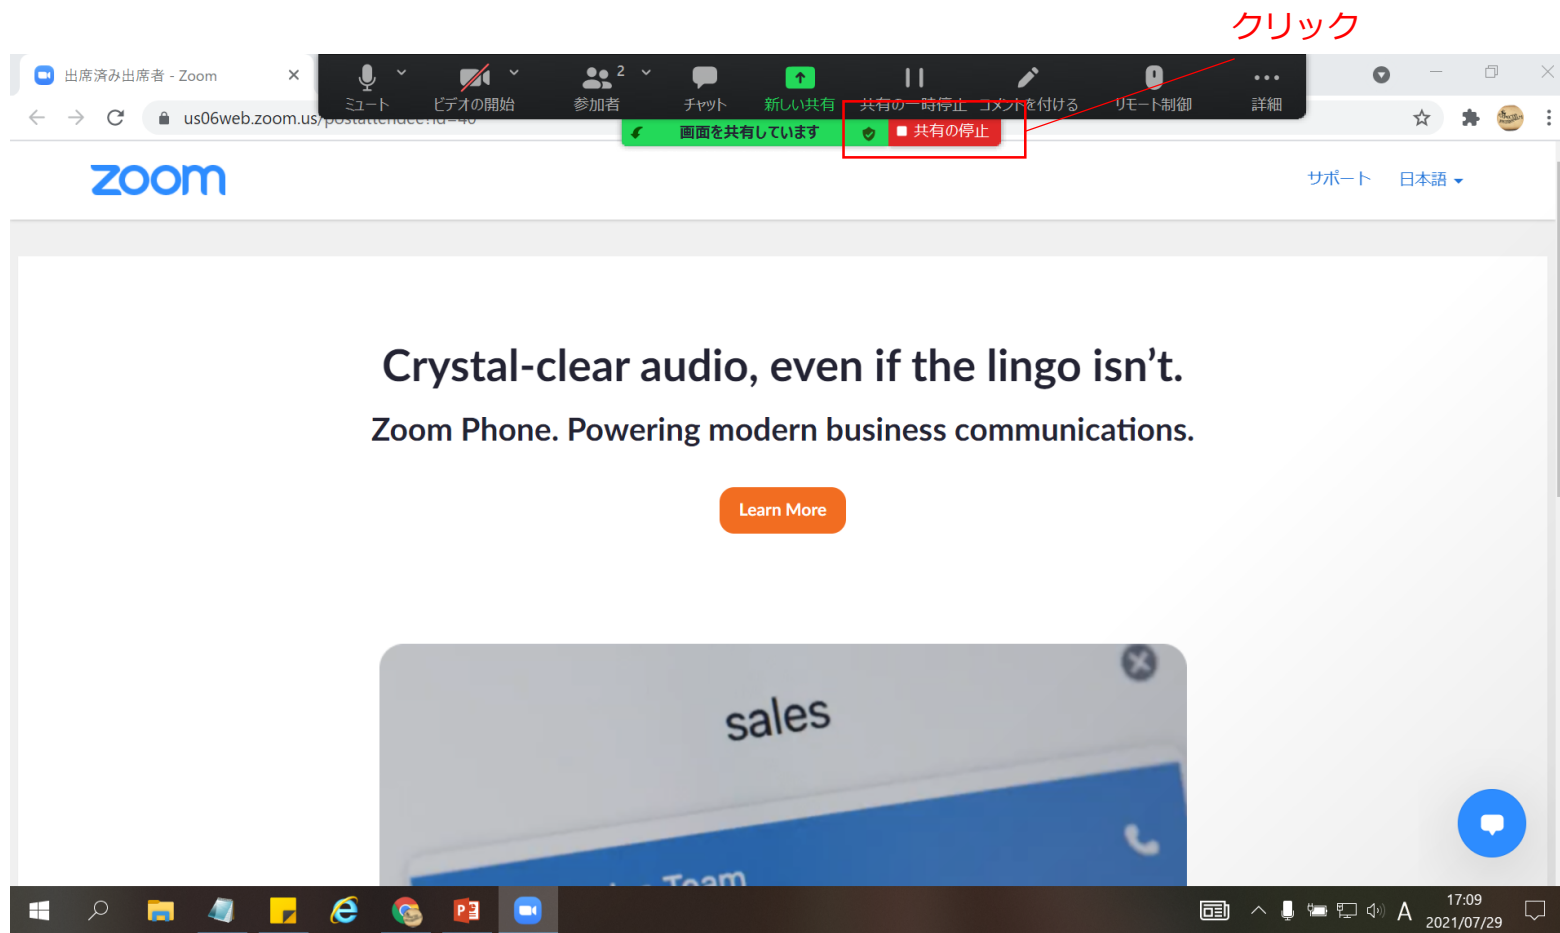 クリック
出席済み出席者 - Zoom
ミュート ビデオの開始 参加者 2 チャット 新しい共有 共有の一時停止 コメントを付ける リモート制御 詳細
us06web.zoom.us/postattendee?id=40
画面を共有しています 共有の停止
zoom サポート 日本語
Crystal-clear audio, even if the lingo isn’t.
Zoom Phone. Powering modern business communications.
Learn More
sales
Team
A 17:09
2021/07/29